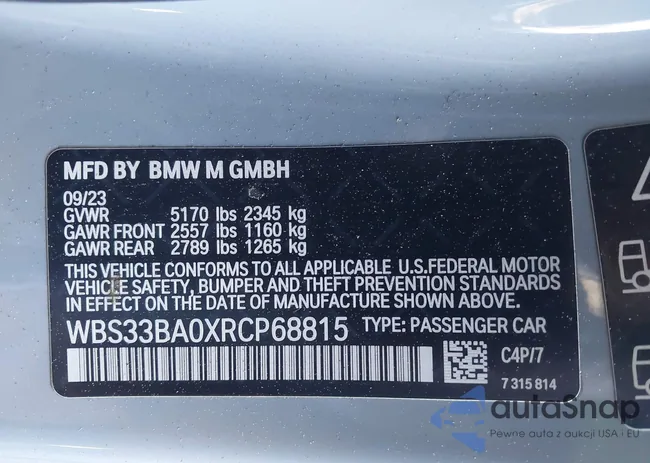 MFD BY BMW M GMBH
09/23
GVWR 5170 lbs 2345 kg
GAWR FRONT 2557 lbs 1160 kg
GAWR REAR 2789 lbs 1265 kg
THIS VEHICLE CONFORMS TO ALL APPLICABLE U.S.FEDERAL MOTOR
VEHICLE SAFETY, BUMPER AND THEFT PREVENTION STANDARDS
IN EFFECT ON THE DATE OF MANUFACTURE SHOWN ABOVE.
WBS33BA0XRCP68815 TYPE: PASSENGER CAR
C4P/7
7 315 814
autoSnap
Pewne auta z aukcji USA - EU